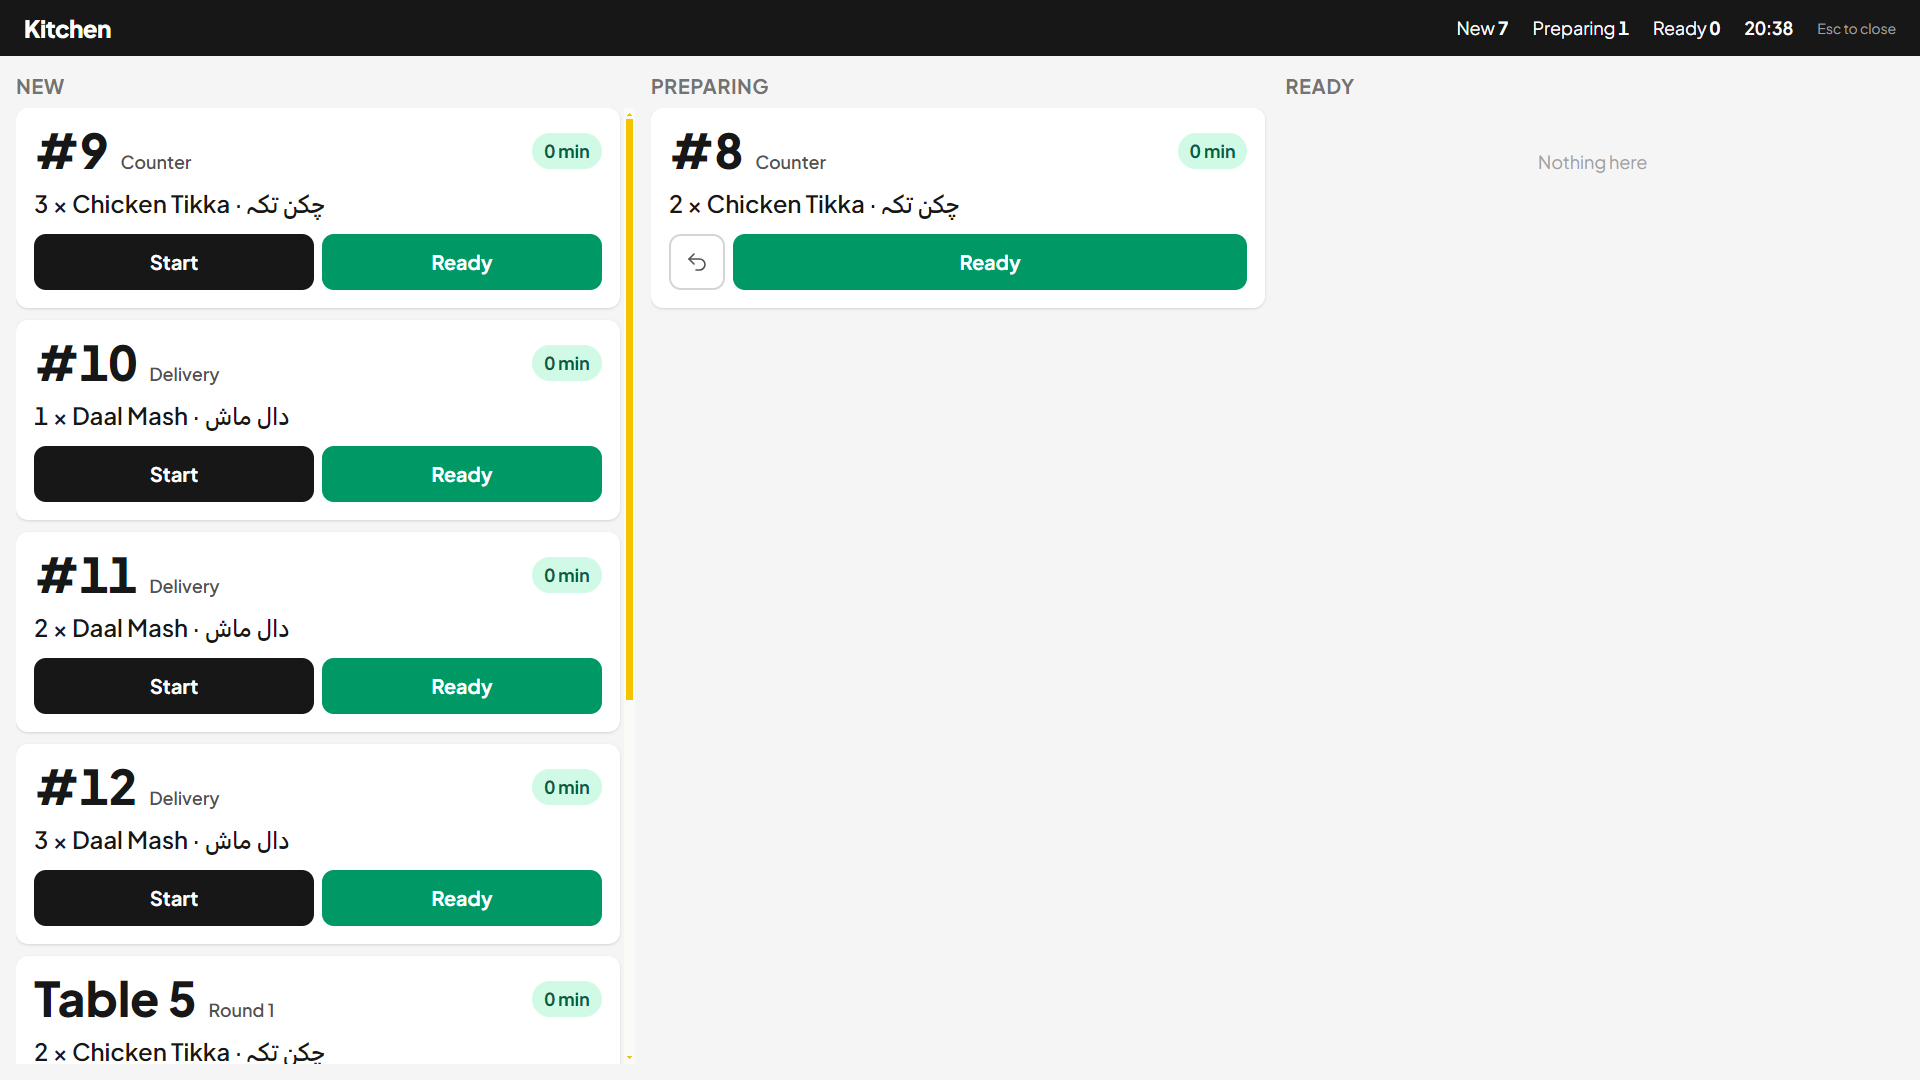 Kitchen
New 7 Preparing 1 Ready 0 20:38 Esc to close
NEW
#9 Counter 0 min
3 × Chicken Tikka · چکن تکہ
Start Ready
#10 Delivery 0 min
1 × Daal Mash · دال ماش
Start Ready
#11 Delivery 0 min
2 × Daal Mash · دال ماش
Start Ready
#12 Delivery 0 min
3 × Daal Mash · دال ماش
Start Ready
Table 5 Round 1 0 min
2 × Chicken Tikka · چکن تکہ
PREPARING
#8 Counter 0 min
2 × Chicken Tikka · چکن تکہ
Ready
READY
Nothing here